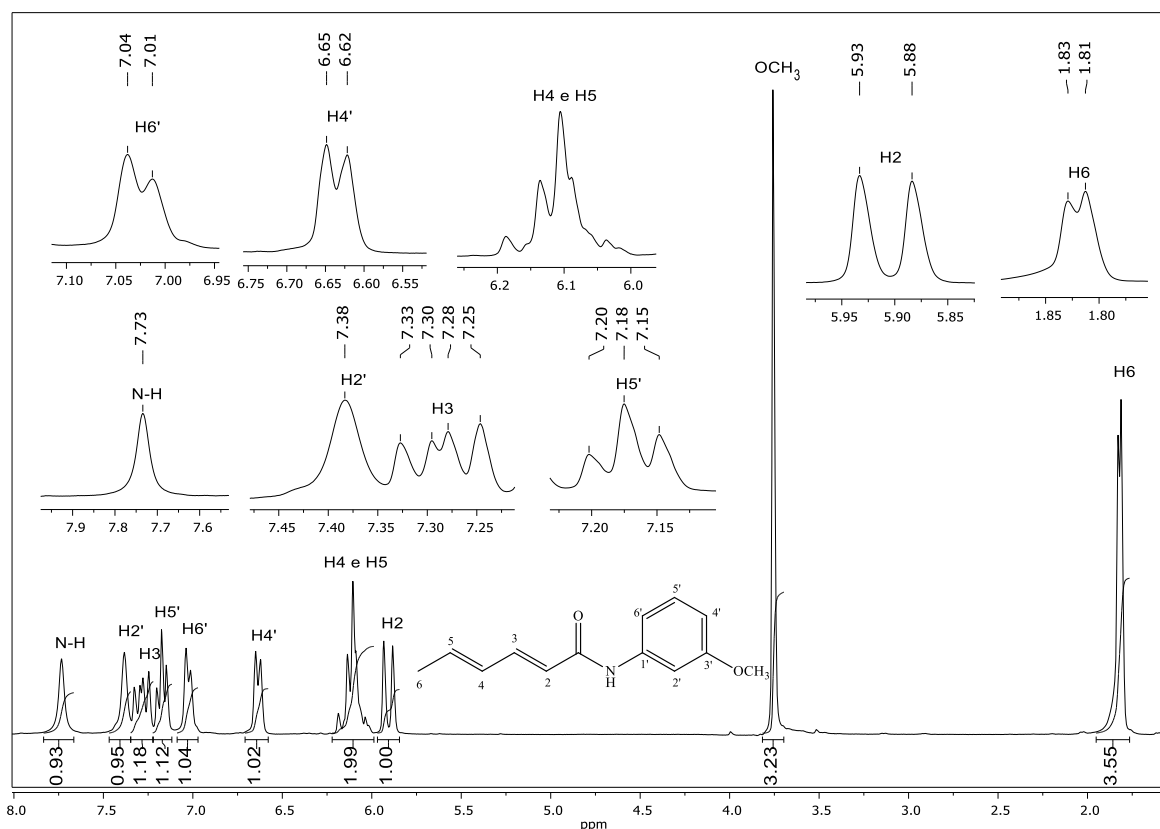 7.04 7.01 6.65 6.62 5.93 5.88 1.83 1.81
OCH3
H6' H4' H4 e H5 H2 H6
7.10 7.05 7.00 6.95 6.75 6.70 6.65 6.60 6.55 6.2 6.1 6.0 5.95 5.90 5.85 1.85 1.80
7.73 7.38 7.33 7.30 7.28 7.25 7.20 7.18 7.15
N-H H2' H3 H5' H6
7.9 7.8 7.7 7.6 7.45 7.40 7.35 7.30 7.25 7.20 7.15
N-H H2' H3 H5' H6' H4' H4 e H5 H2
O
N
H
OCH3
1' 2' 3' 4' 5' 6'
2 3 4 5 6
0.93 0.95 1.18 1.12 1.04 1.02 1.99 1.00 3.23 3.55
8.0 7.5 7.0 6.5 6.0 5.5 5.0 4.5 4.0 3.5 3.0 2.5 2.0
ppm